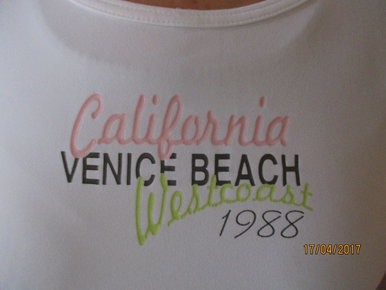 California
VENICE BEACH
Westcoast
1988
17/04/2017